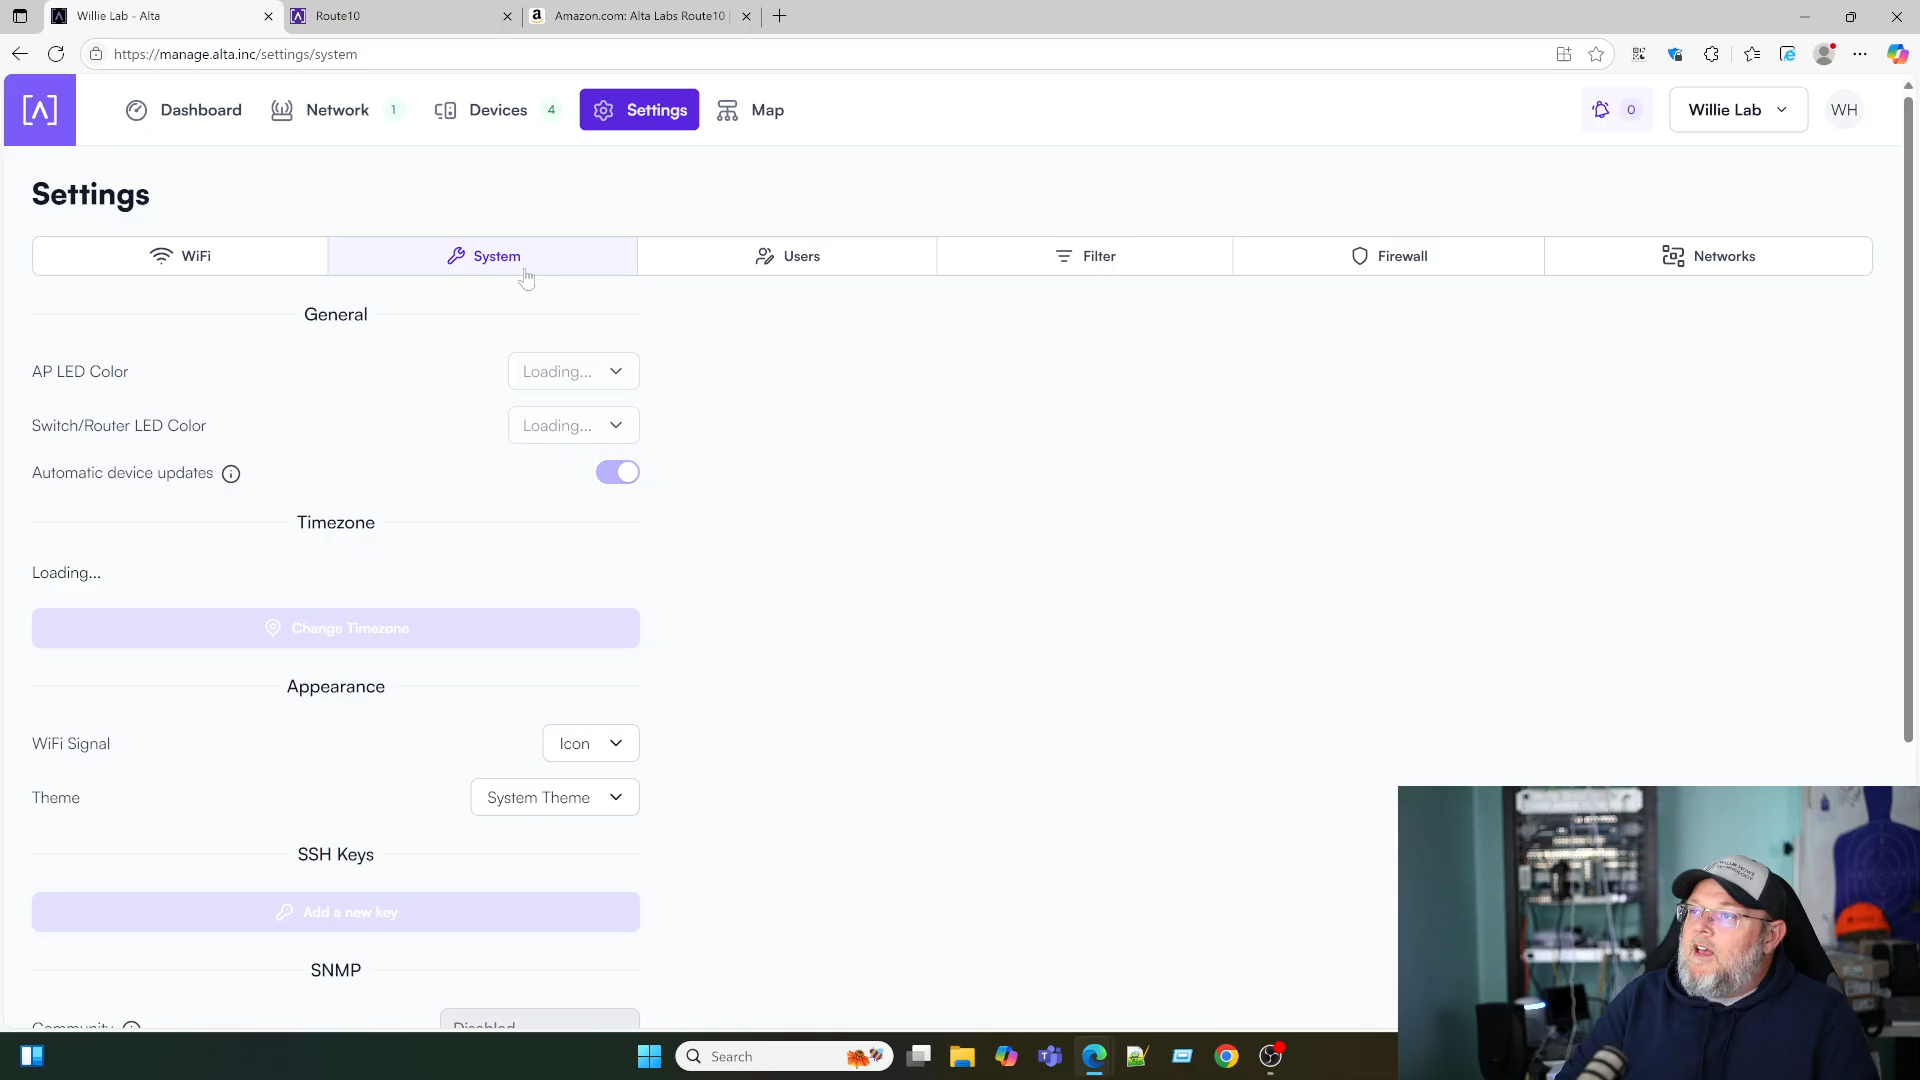 Willie Lab - Alta
Route10
Amazon.com: Alta Labs Route10
https://manage.alta.inc/settings/system
Dashboard
Network 1
Devices 4
Settings
Map
0
Willie Lab
WH
Settings
WiFi
System
Users
Filter
Firewall
Networks
General
AP LED Color
Loading...
Switch/Router LED Color
Loading...
Automatic device updates
Timezone
Loading...
Change Timezone
Appearance
WiFi Signal
Icon
Theme
System Theme
SSH Keys
Add a new key
SNMP
Community
Disabled
Search